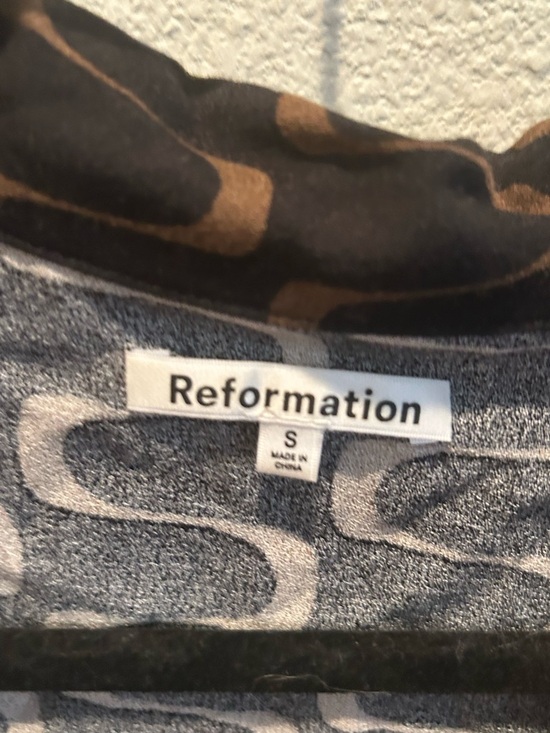 Reformation
S
MADE IN
CHINA